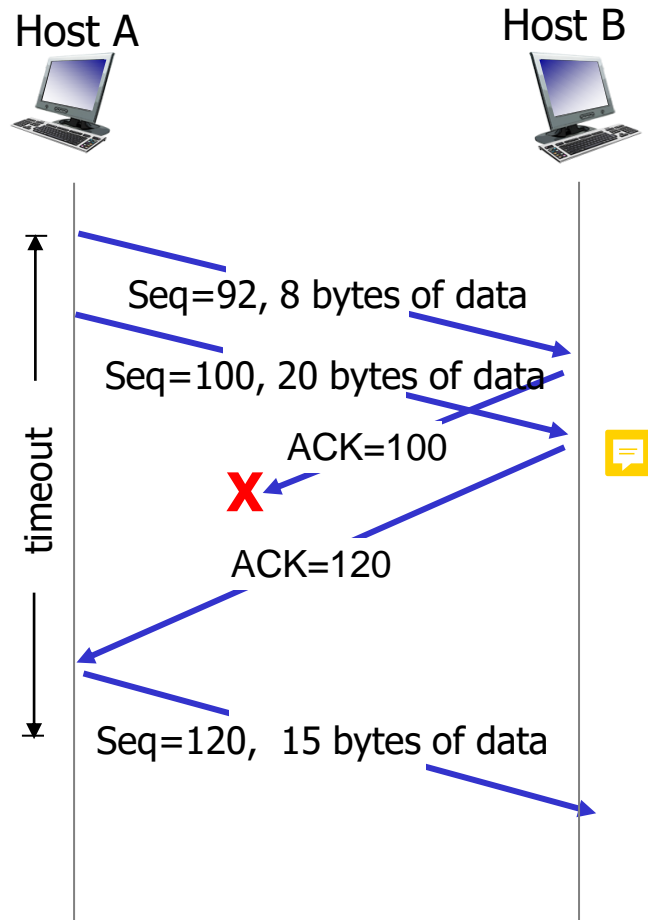 Host A
Host B
Seq=92, 8 bytes of data
Seq=100, 20 bytes of data
ACK=100
X
timeout
ACK=120
Seq=120, 15 bytes of data